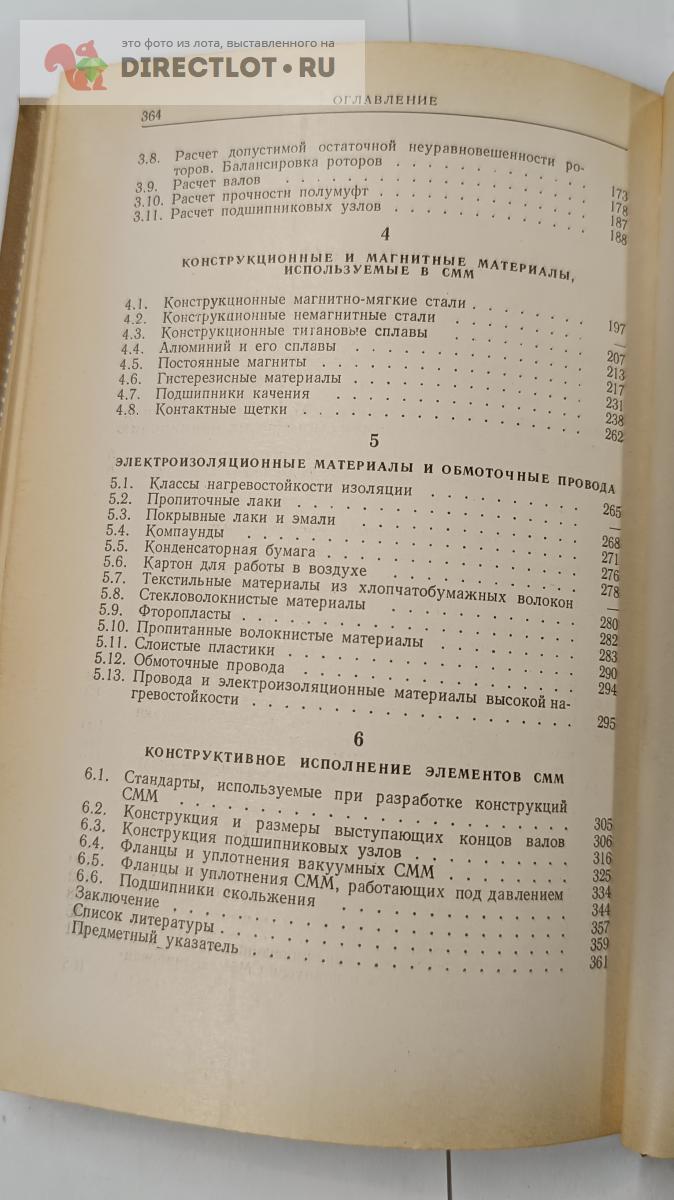 это фото из лота, выставленного на
DIRECTLOT.RU
364
ОГЛАВЛЕНИЕ
3.8. Расчет допустимой остаточной неуравновешенности ро-
торов. Балансировка роторов . . . . . . . . . . 173
3.9. Расчет валов . . . . . . . . . . 178
3.10. Расчет прочности полумуфт . . . . . . . . . . 187
3.11. Расчет подшипниковых узлов . . . . . . . . . . 188
4
КОНСТРУКЦИОННЫЕ И МАГНИТНЫЕ МАТЕРИАЛЫ,
ИСПОЛЬЗУЕМЫЕ В СММ
4.1. Конструкционные магнитно-мягкие стали . . . . . . 197
4.2. Конструкционные немагнитные стали . . . . . . —
4.3. Конструкционные титановые сплавы . . . . . . 207
4.4. Алюминий и его сплавы . . . . . . . . . . 213
4.5. Постоянные магниты . . . . . . . . . . 217
4.6. Гистерезисные материалы . . . . . . . . . . 231
4.7. Подшипники качения . . . . . . . . . . 238
4.8. Контактные щетки . . . . . . . . . . 262
5
ЭЛЕКТРОИЗОЛЯЦИОННЫЕ МАТЕРИАЛЫ И ОБМОТОЧНЫЕ ПРОВОДА
5.1. Классы нагревостойкости изоляции . . . . . . . . 265
5.2. Пропиточные лаки . . . . . . . . . . —
5.3. Покрывные лаки и эмали . . . . . . . . . . 268
5.4. Компаунды . . . . . . . . . . 271
5.5. Конденсаторная бумага . . . . . . . . . . 276
5.6. Картон для работы в воздухе . . . . . . . . . . 278
5.7. Текстильные материалы из хлопчатобумажных волокон —
5.8. Стекловолокнистые материалы . . . . . . . . . . 280
5.9. Фторопласты . . . . . . . . . . 282
5.10. Пропитанные волокнистые материалы . . . . . . . . 283
5.11. Слоистые пластики . . . . . . . . . . 290
5.12. Обмоточные провода . . . . . . . . . . 294
5.13. Провода и электроизоляционные материалы высокой на-
гревостойкости . . . . . . . . . . 295
6
КОНСТРУКТИВНОЕ ИСПОЛНЕНИЕ ЭЛЕМЕНТОВ СММ
6.1. Стандарты, используемые при разработке конструкций
СММ . . . . . . . . . . 305
6.2. Конструкция и размеры выступающих концов валов 306
6.3. Конструкция подшипниковых узлов . . . . . . . . 316
6.4. Фланцы и уплотнения вакуумных СММ . . . . . . . 325
6.5. Фланцы и уплотнения СММ, работающих под давлением 334
6.6. Подшипники скольжения . . . . . . . . . . 344
Заключение . . . . . . . . . . 357
Список литературы . . . . . . . . . . 359
Предметный указатель . . . . . . . . . . 361